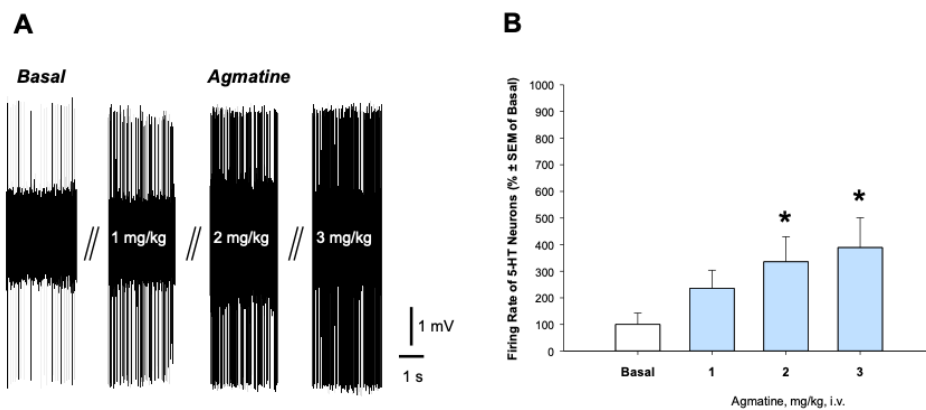 A
Basal
Agmatine
1 mg/kg
2 mg/kg
3 mg/kg
1 mV
1 s
B
Firing Rate of 5-HT Neurons (% ± SEM of Basal)
1000
900
800
700
600
500
400
300
200
100
0
*
*
Basal 1 2 3
Agmatine, mg/kg, i.v.